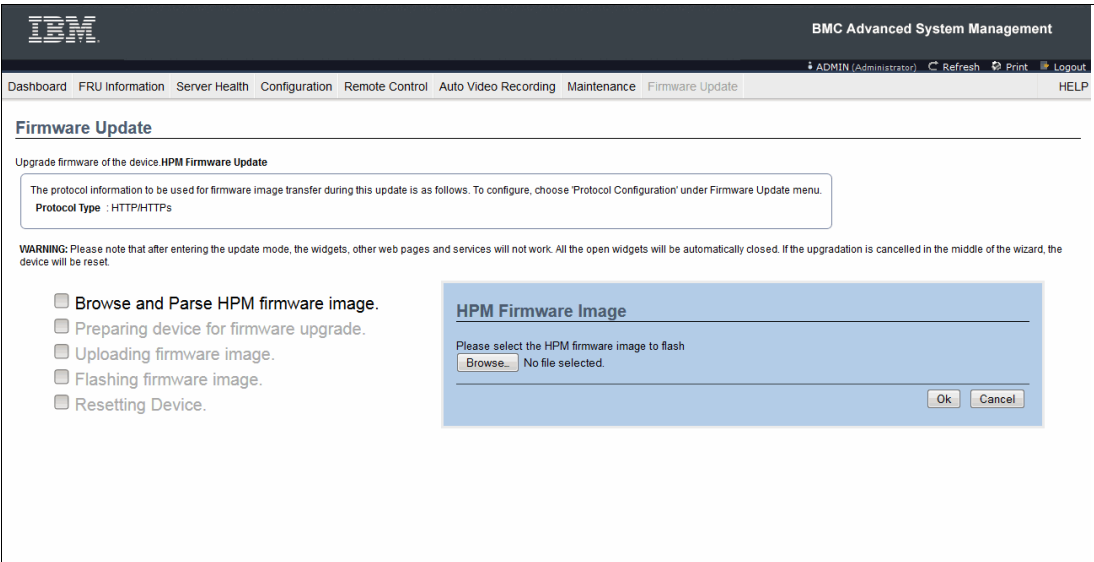 IBM.
BMC Advanced System Management
ADMIN (Administrator) Refresh Print Logout
Dashboard FRU Information Server Health Configuration Remote Control Auto Video Recording Maintenance Firmware Update HELP
Firmware Update
Upgrade firmware of the device.HPM Firmware Update
The protocol information to be used for firmware image transfer during this update is as follows. To configure, choose 'Protocol Configuration' under Firmware Update menu.
Protocol Type : HTTP/HTTPs
WARNING: Please note that after entering the update mode, the widgets, other web pages and services will not work. All the open widgets will be automatically closed. If the upgradation is cancelled in the middle of the wizard, the
device will be reset.
Browse and Parse HPM firmware image.
Preparing device for firmware upgrade.
Uploading firmware image.
Flashing firmware image.
Resetting Device.
HPM Firmware Image
Please select the HPM firmware image to flash
Browse... No file selected.
Ok Cancel